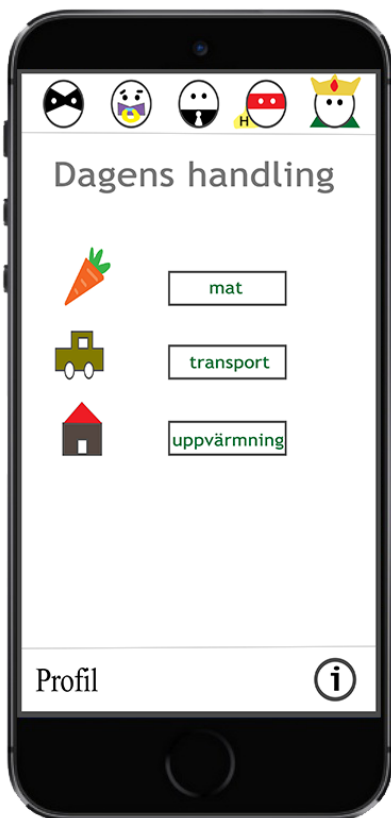 H
Dagens handling
mat
transport
uppvärmning
Profil
i